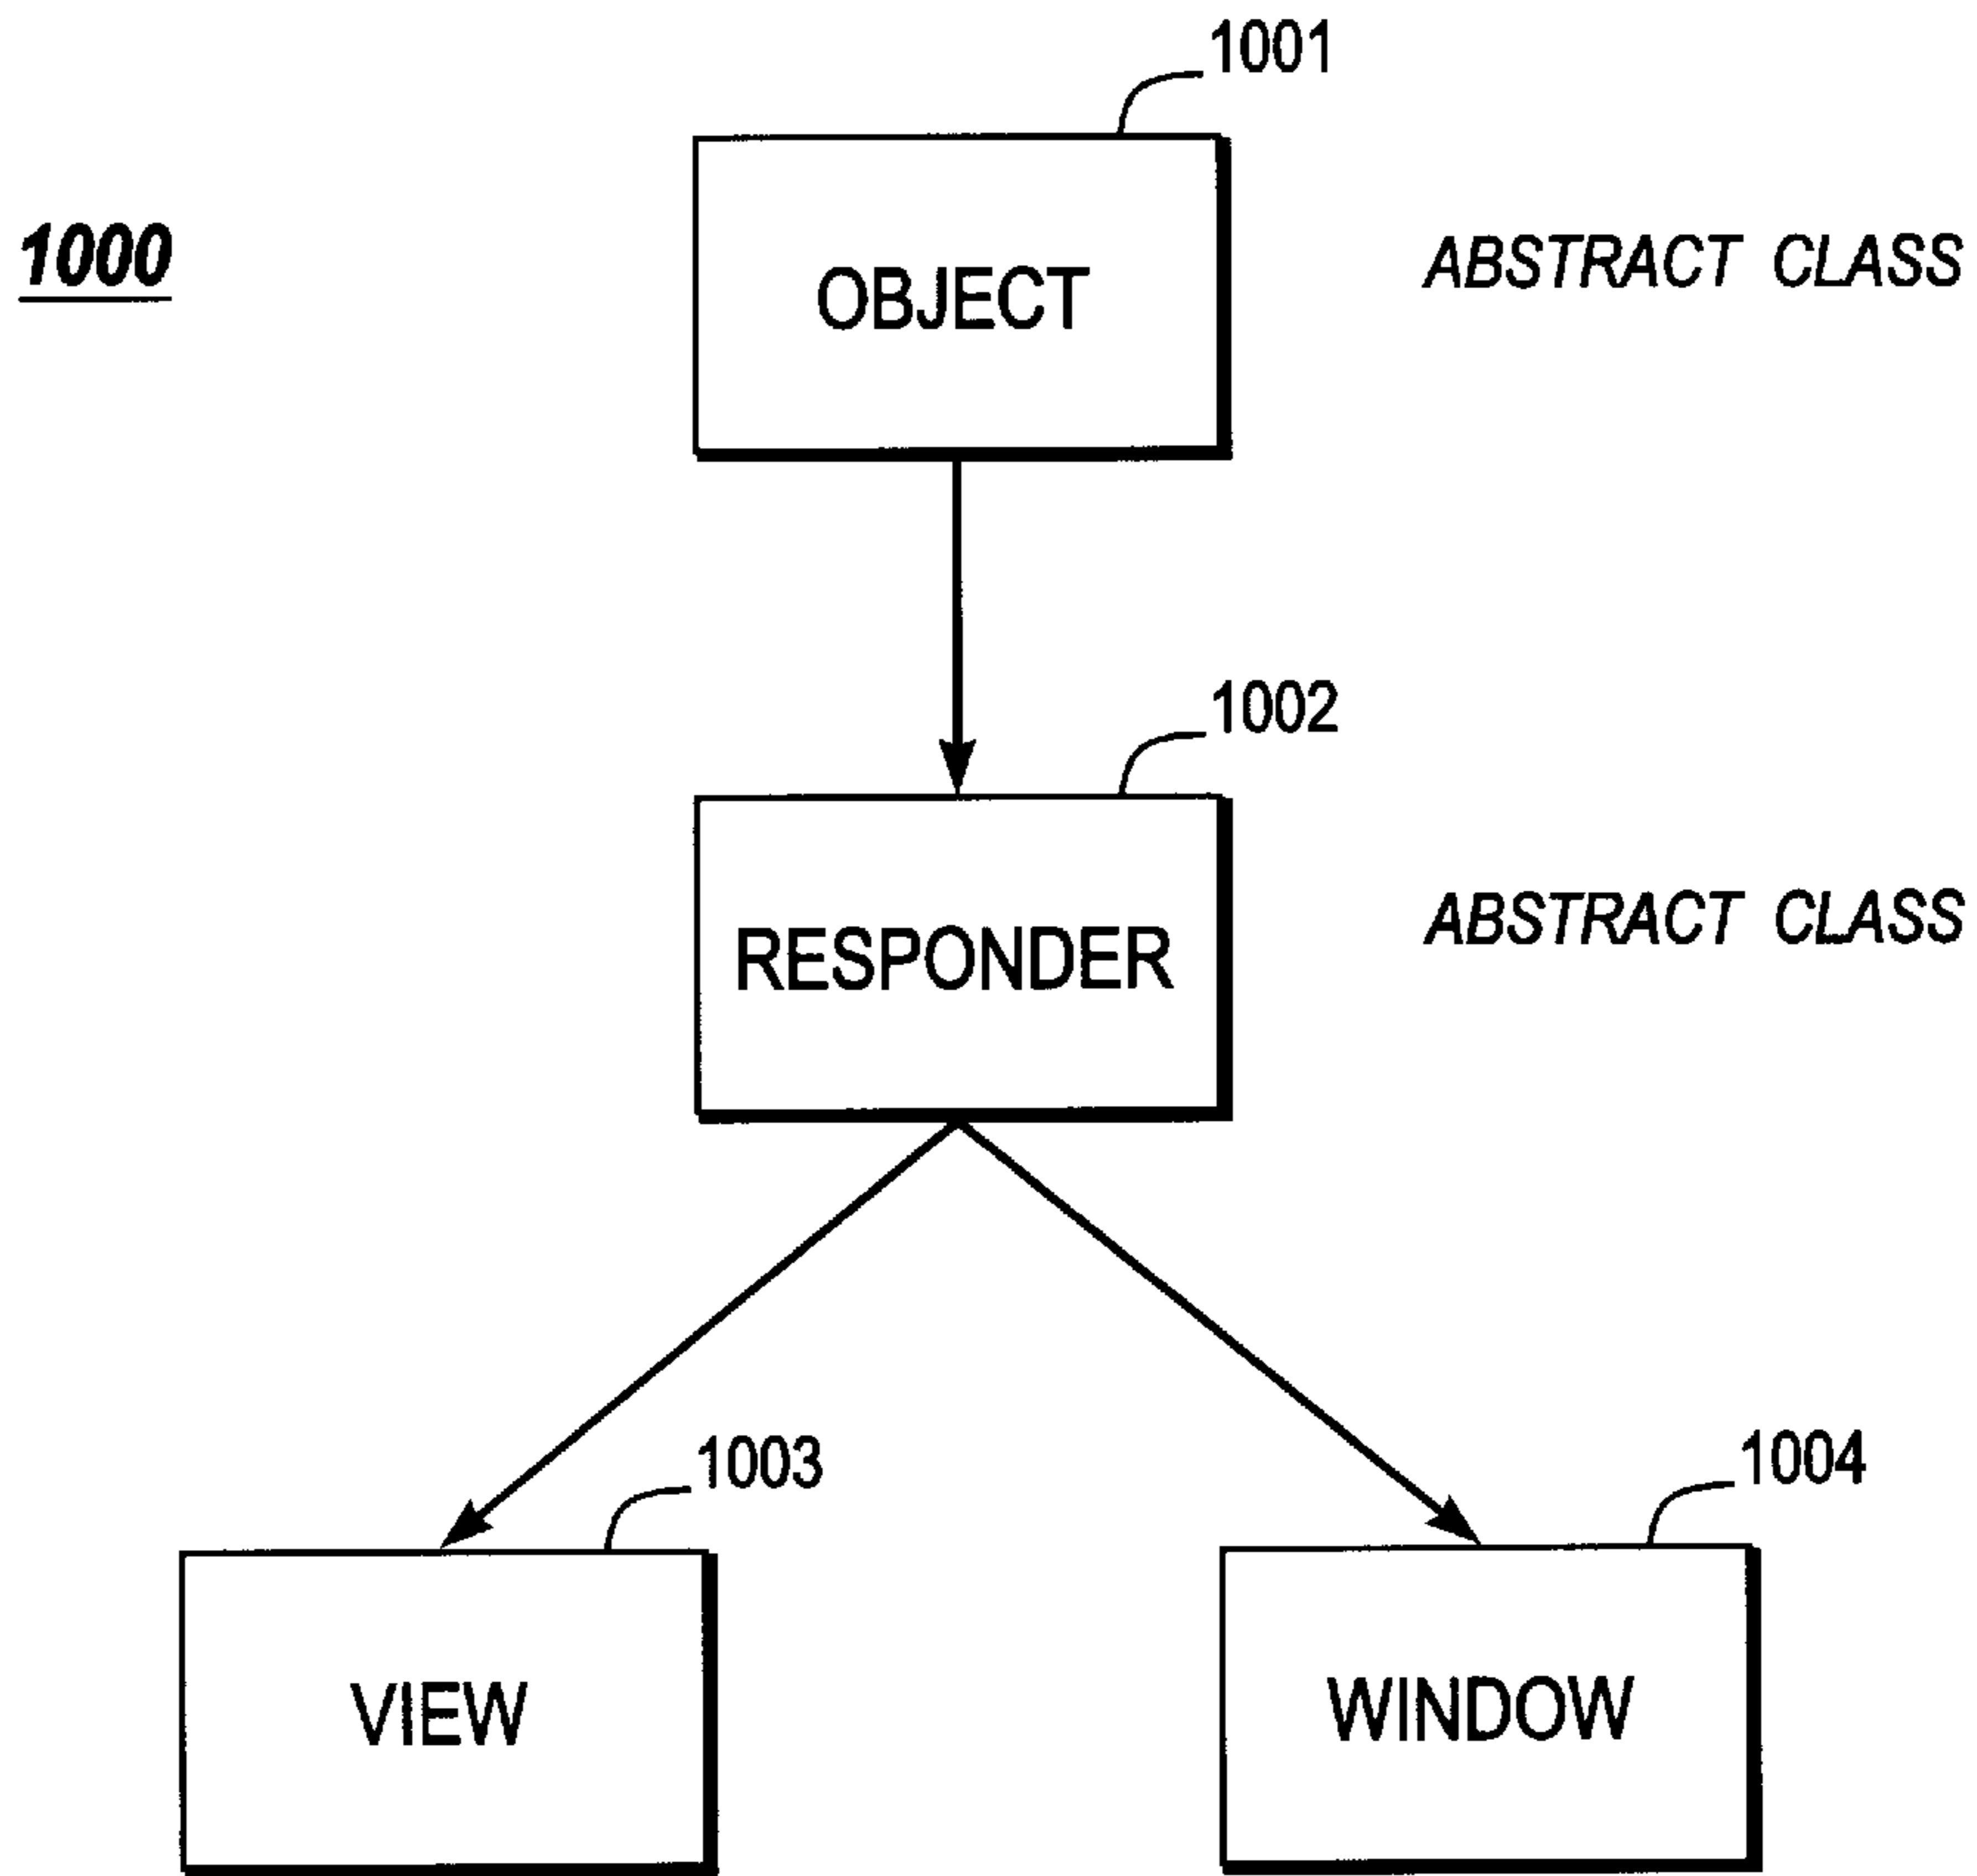 1001
1000
OBJECT
ABSTRACT CLASS
1002
RESPONDER
ABSTRACT CLASS
1003
1004
VIEW
WINDOW